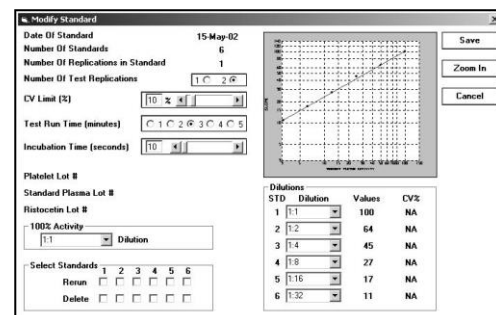 Modify Standard
Date Of Standard 15-May-02
Number Of Standards 6
Number Of Replications in Standard 1
Number Of Test Replications 1 2
CV Limit (%) 10 %
Test Run Time (minutes) 1 2 3 4 5
Incubation Time (seconds) 10
Platelet Lot #
Standard Plasma Lot #
Ristocetin Lot #
100% Activity
1:1 Dilution
Select Standards 1 2 3 4 5 6
Rerun
Delete
SLOPE
Save
Zoom In
Cancel
Dilutions
STD Dilution Values CV%
1 1:1 100 NA
2 1:2 64 NA
3 1:4 45 NA
4 1:8 27 NA
5 1:16 17 NA
6 1:32 11 NA